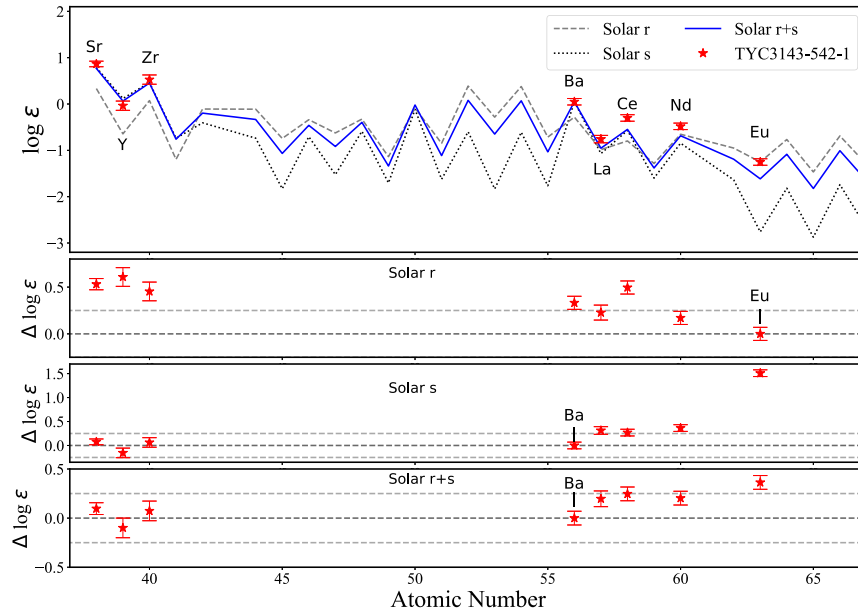 Solar r
Solar s
Solar r+s
TYC3143-542-1
Sr
Y
Zr
Ba
La
Ce
Nd
Eu
log ε
2
1
0
−1
−2
−3
Solar r
Eu
Δ log ε
0.5
0.0
Solar s
Ba
Δ log ε
1.5
1.0
0.5
0.0
Solar r+s
Ba
Δ log ε
0.5
0.0
−0.5
40 45 50 55 60 65
Atomic Number